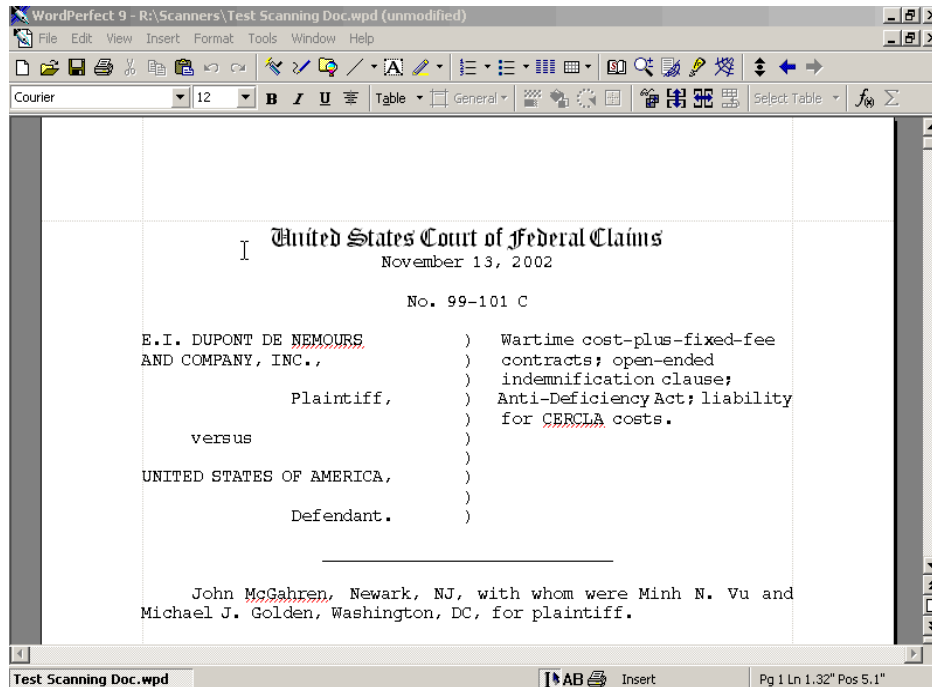 WordPerfect 9 - R:\Scanners\Test Scanning Doc.wpd (unmodified)
File Edit View Insert Format Tools Window Help
Courier 12 B I U Table General Select Table f(x) Σ
United States Court of Federal Claims
November 13, 2002
No. 99-101 C
E.I. DUPONT DE NEMOURS ) Wartime cost-plus-fixed-fee
AND COMPANY, INC., ) contracts; open-ended
) indemnification clause;
Plaintiff, ) Anti-Deficiency Act; liability
) for CERCLA costs.
versus )
)
UNITED STATES OF AMERICA, )
)
Defendant. )
John McGahren, Newark, NJ, with whom were Minh N. Vu and
Michael J. Golden, Washington, DC, for plaintiff.
Test Scanning Doc.wpd AB Insert Pg 1 Ln 1.32" Pos 5.1"